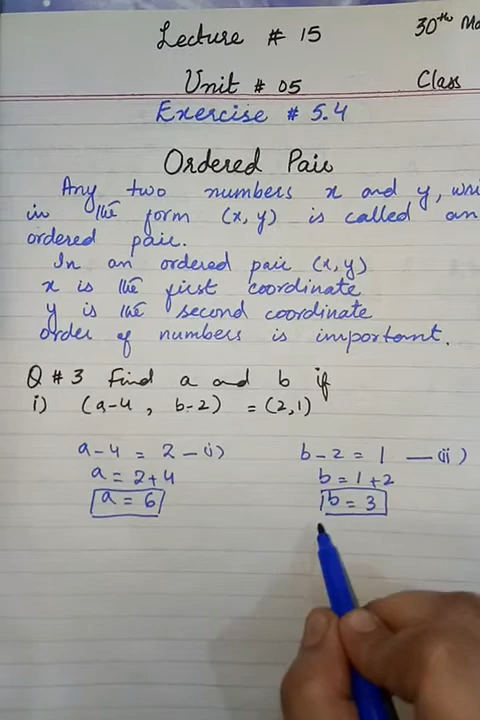 Lecture # 15
30th Ma
Unit # 05
Class
Exercise # 5.4
Ordered Pair
Any two numbers x and y, wri
in the form (x, y) is called an
ordered pair.
In an ordered pair (x, y)
x is the first coordinate
y is the second coordinate
order of numbers is important.
Q # 3 Find a and b if
i) (a-4, b-2) = (2,1)
a-4 = 2 —(i) b-2 = 1 —(ii)
a = 2+4 b = 1+2
a = 6 b = 3